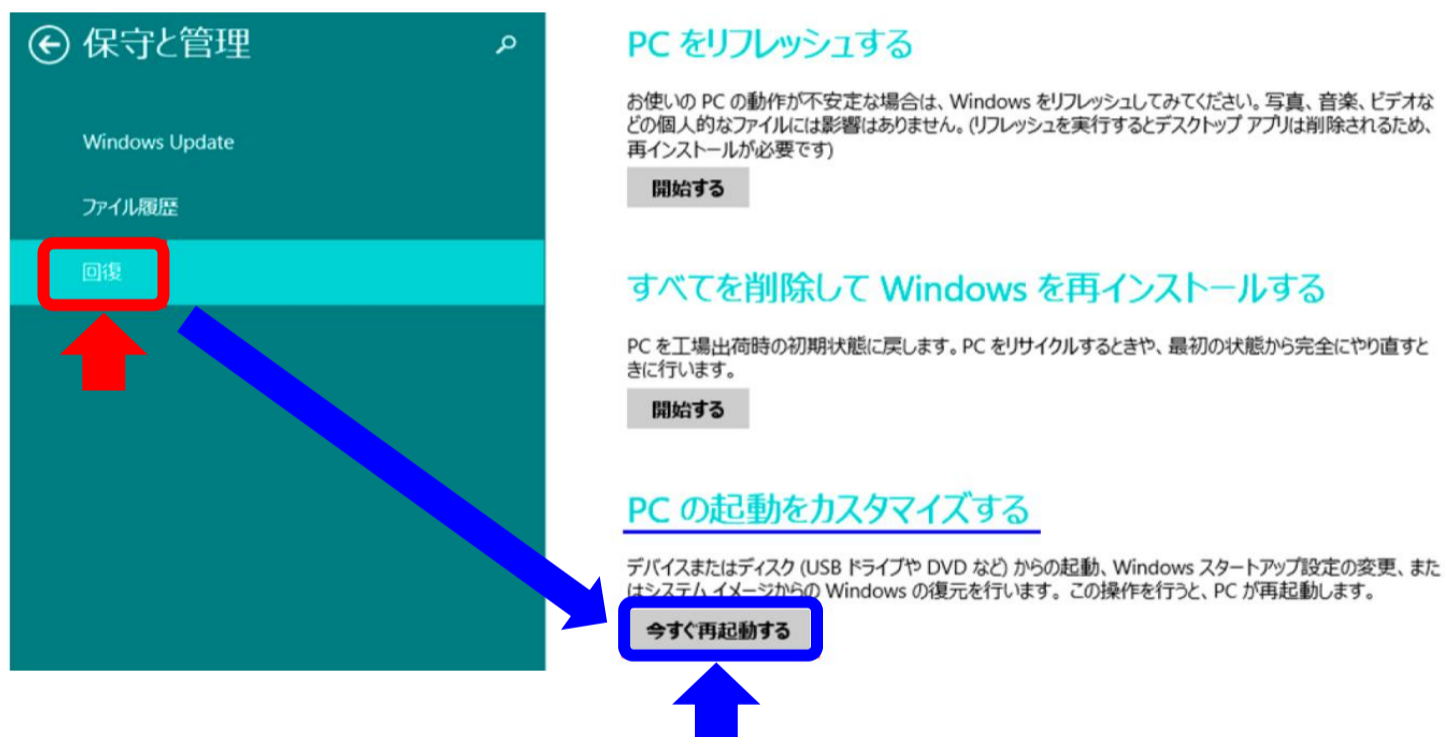 保守と管理
Windows Update
ファイル履歴
回復
PC をリフレッシュする
お使いの PC の動作が不安定な場合は、Windows をリフレッシュしてみてください。写真、音楽、ビデオな
どの個人的なファイルには影響はありません。(リフレッシュを実行するとデスクトップ アプリは削除されるため、
再インストールが必要です)
開始する
すべてを削除して Windows を再インストールする
PC を工場出荷時の初期状態に戻します。PC をリサイクルするときや、最初の状態から完全にやり直すと
きに行います。
開始する
PC の起動をカスタマイズする
デバイスまたはディスク (USB ドライブや DVD など) からの起動、Windows スタートアップ設定の変更、また
はシステム イメージからの Windows の復元を行います。この操作を行うと、PC が再起動します。
今すぐ再起動する